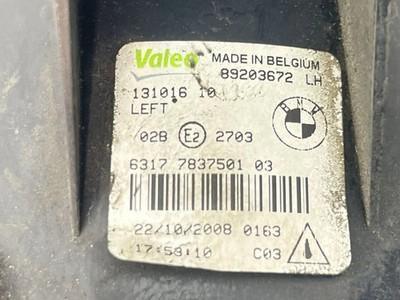 Valeo MADE IN BELGIUM
89203672 LH
131016 10
LEFT
BMW
02B E2 2703
6317 7837501 03
22/10/2008 0163
17:59:10 C03